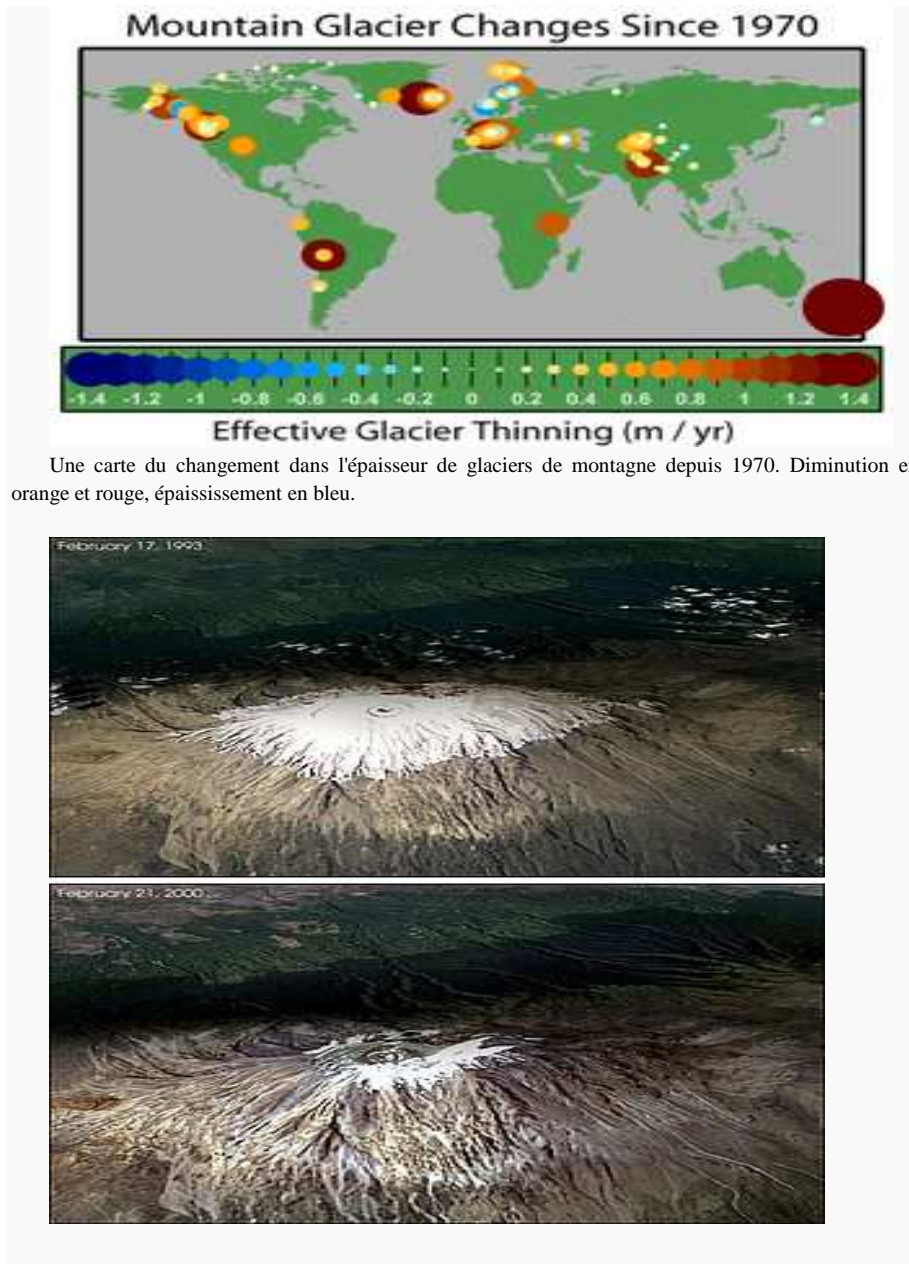 Mountain Glacier Changes Since 1970
-1.4 -1.2 -1 -0.8 -0.6 -0.4 -0.2 0 0.2 0.4 0.6 0.8 1 1.2 1.4
Effective Glacier Thinning (m / yr)
Une carte du changement dans l'épaisseur de glaciers de montagne depuis 1970. Diminution e
orange et rouge, épaississement en bleu.
February 17, 1993
February 21, 2000